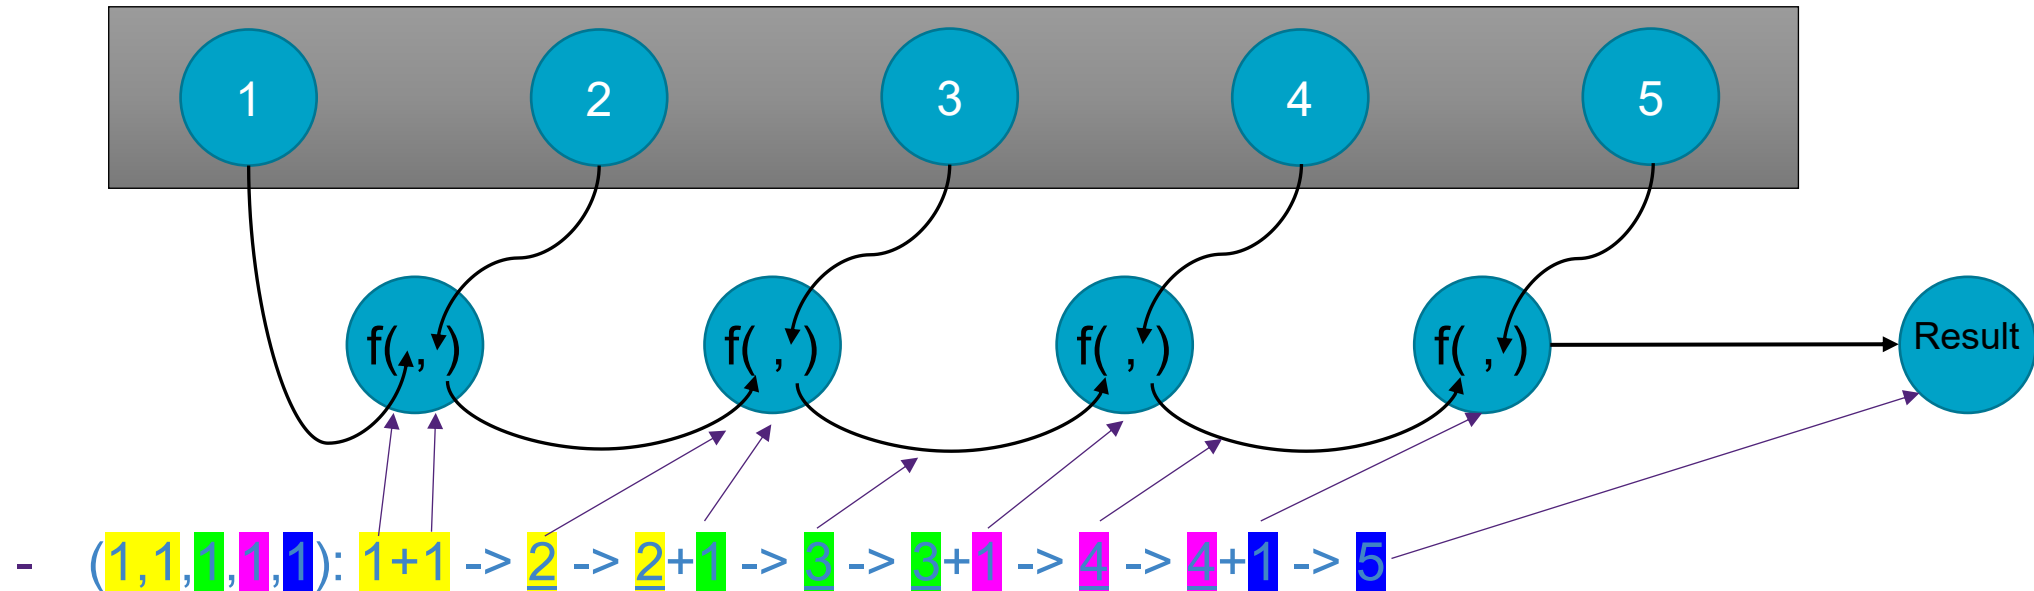 1 2 3 4 5
f( , ) f( , ) f( , ) f( , ) Result
- (1,1,1,1,1): 1+1 -> 2 -> 2+1 -> 3 -> 3+1 -> 4 -> 4+1 -> 5